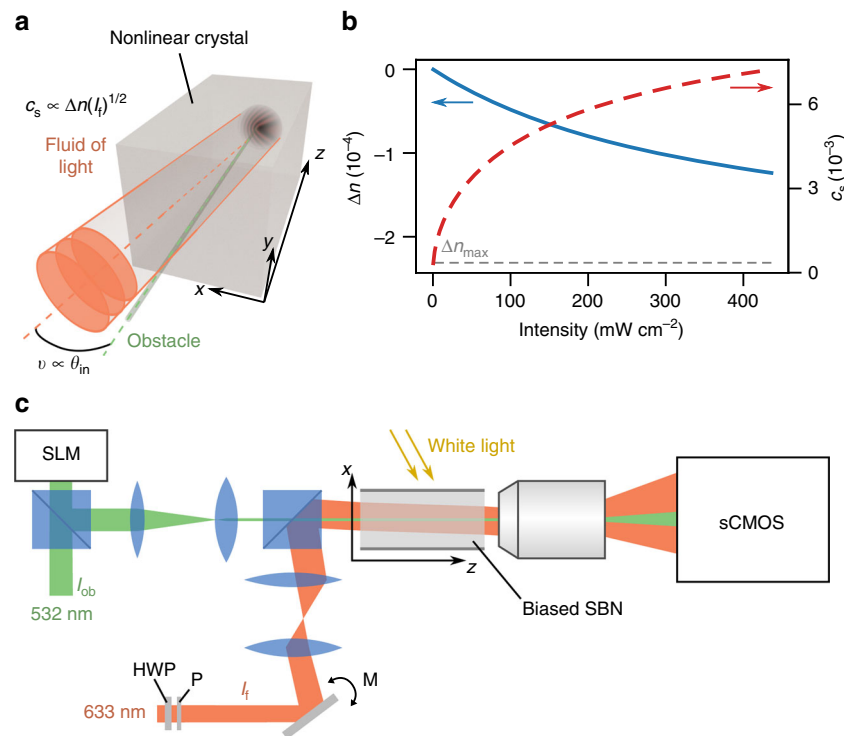 a
Nonlinear crystal
c_s ∝ Δn(I_f)^1/2
Fluid of light
z
y
x
Obstacle
υ ∝ θ_in
b
0
−1
−2
Δn (10⁻⁴)
Δn_max
7
3
0
c_s (10⁻³)
0 100 200 300 400
Intensity (mW cm⁻²)
c
SLM
White light
x
z
sCMOS
Biased SBN
I_ob
532 nm
HWP
P
I_f
M
633 nm